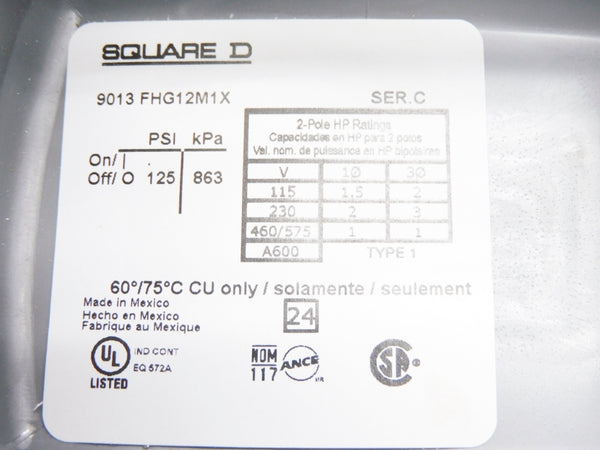 SQUARE D
9013 FHG12M1X SER.C
PSI kPa
On/ |
Off/ O 125 863
2-Pole HP Ratings
Capacidades en HP para 2 polos
Val. nom. de puissance en HP bipolaires
V 1Ø 3Ø
115 1,5 2
230 2 3
460/575 1 1
A600 TYPE 1
60°/75°C CU only / solamente / seulement
Made in Mexico
Hecho en Mexico
Fabrique au Mexique
24
UL
LISTED
IND CONT
EQ 572A
NOM
117
ANCE
CSA